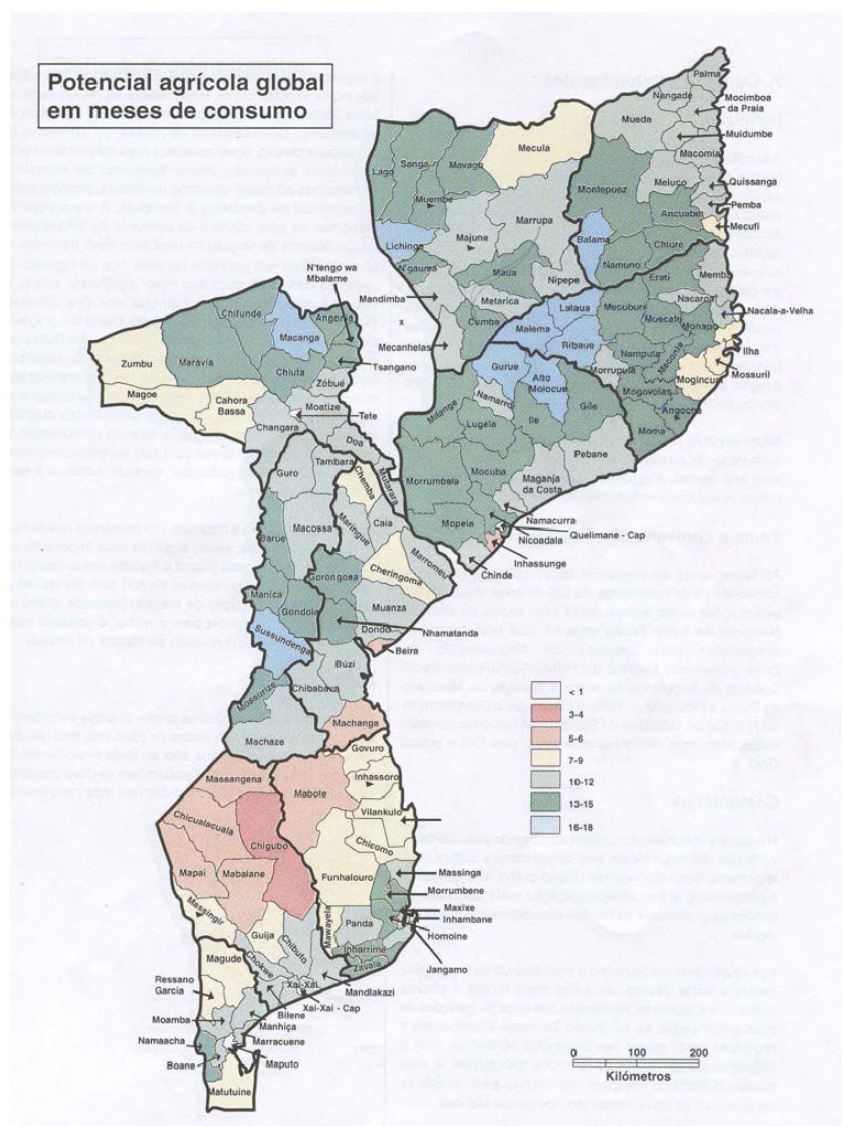 Potencial agrícola global
em meses de consumo
Palma
Nangade
Mocimboa
da Praia
Mueda
Muidumbe
Macomia
Mecula
Sanga
Mavago
Lago
Montepuez
Meluco
Quissanga
Muembe
Pemba
Ancuabe
Marrupa
Mecufi
Lichinga
Majune
Balama
Chiure
N'gauma
Namuno
N'tengo wa
Mbalame
Maua
Nipepe
Erati
Memba
Mandimba
Metarica
Nacaroa
Chifunde
Angonia
Lalaua
Mecuburi
Nacala-a-Velha
Macanga
x
Cumba
Malema
Muecate
Monapo
Mecanhelas
Ribaue
Ilha
Zumbu
Maravia
Tsangano
Nampula
Meconta
Chiuta
Gurue
Murrupula
Mossuril
Zóbué
Alto
Molocue
Mogincual
Magoe
Cahora
Bassa
Namarroi
Mogovolas
Moatize
Tete
Milange
Gile
Angoche
Changara
Ile
Lugela
Moma
Doa
Pebane
Tambara
Mutarara
Guro
Chemba
Mocuba
Morrumbala
Maganja
da Costa
Macossa
Maringue
Caia
Namacurra
Barue
Mopeia
Quelimane - Cap
Nicoadala
Inhassunge
Cheringoma
Marromeu
Chinde
Gorongosa
Manica
Muanza
Gondola
Dondo
Nhamatanda
Sussundenga
Beira
Búzi
Mossurize
Chibabava
< 1
3-4
5-6
7-9
10-12
13-15
16-18
Machanga
Machaze
Govuro
Massangena
Inhassoro
Mabote
Vilankulo
Chicualacuala
Chigubo
Chicomo
Mapai
Mabalane
Funhalouro
Massinga
Morrumbene
Massingir
Maxixe
Inhambane
Mawayela
Panda
Homoine
Guija
Chibuto
Magude
Chokwe
Inharrime
Jangamo
Zavala
Ressano
Garcia
Xai-Xai
Mandlakazi
Bilene
Xai-Xai - Cap
Moamba
Manhiça
Namaacha
Marracuene
Boane
Maputo
Matutuine
0 100 200
Kilómetros